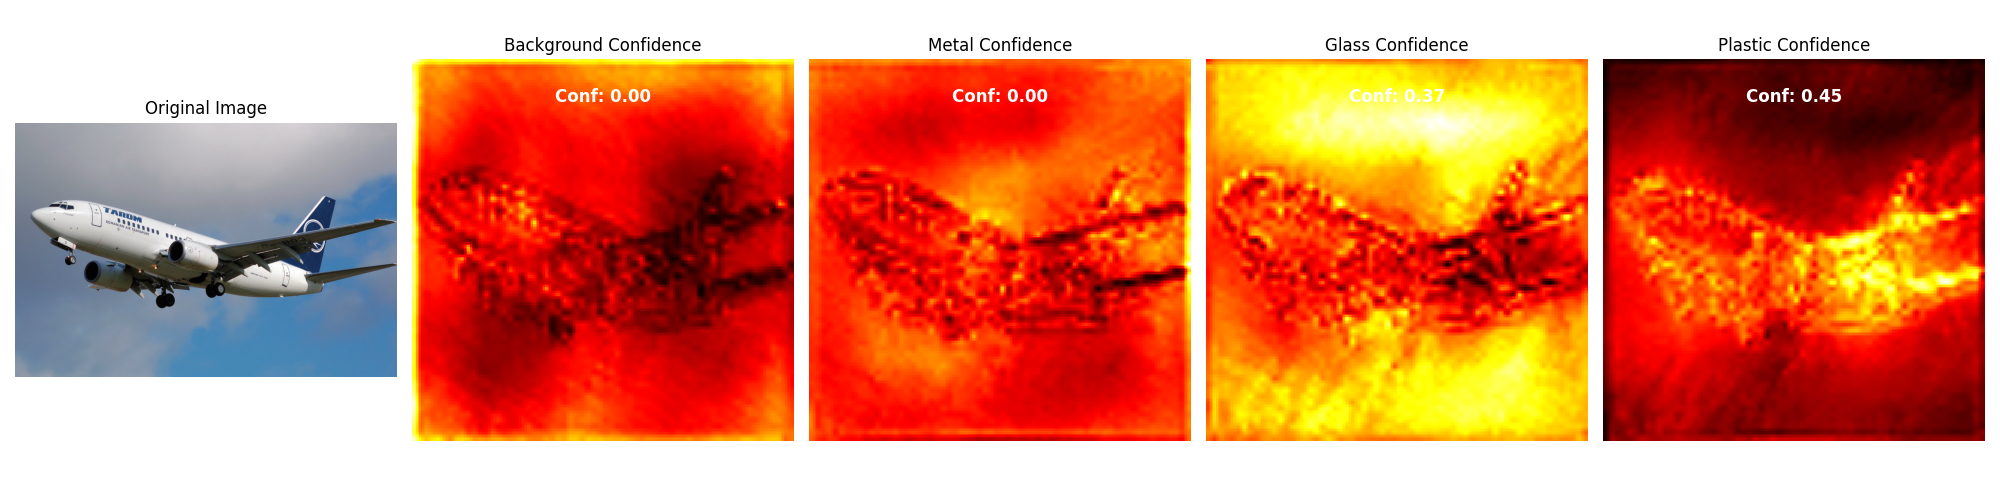 Original Image
Background Confidence
Metal Confidence
Glass Confidence
Plastic Confidence
Conf: 0.00
Conf: 0.00
Conf: 0.37
Conf: 0.45
TAROM